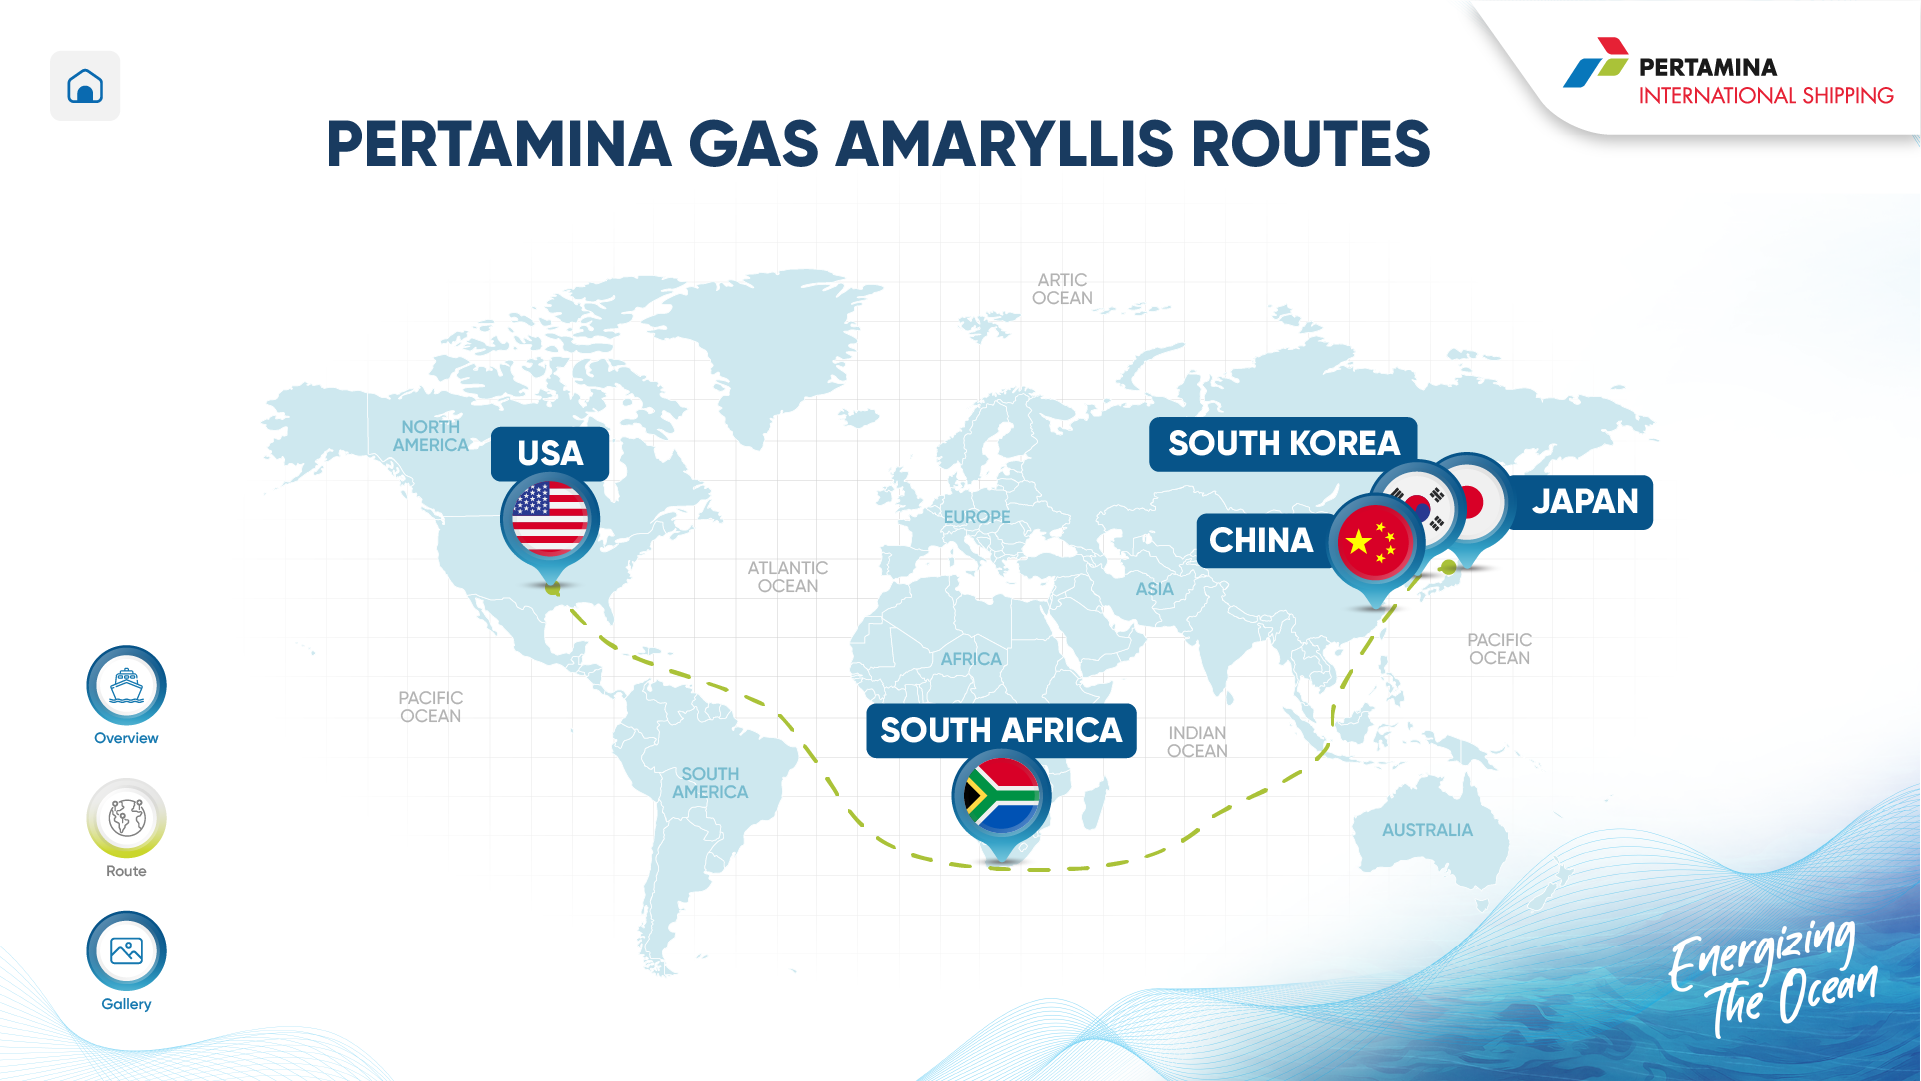 PERTAMINA
INTERNATIONAL SHIPPING
PERTAMINA GAS AMARYLLIS ROUTES
ARTIC
OCEAN
NORTH
AMERICA
USA
SOUTH KOREA
JAPAN
CHINA
EUROPE
ATLANTIC
OCEAN
ASIA
AFRICA
PACIFIC
OCEAN
PACIFIC
OCEAN
SOUTH AFRICA
INDIAN
OCEAN
SOUTH
AMERICA
AUSTRALIA
Overview
Route
Gallery
Energizing
The Ocean